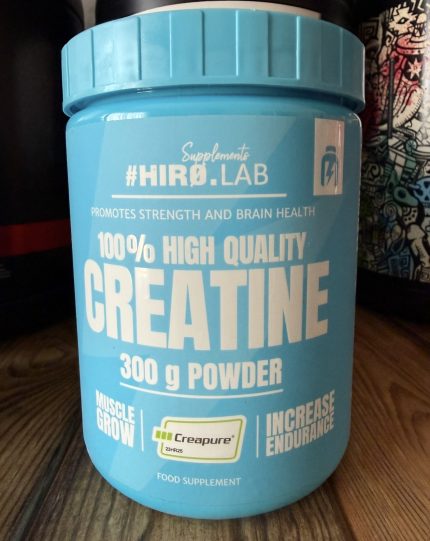 Supplements
#HIRØ.LAB
PROMOTES STRENGTH AND BRAIN HEALTH
100% HIGH QUALITY
CREATINE
300 g POWDER
MUSCLE
GROW
Creapure®
INCREASE
ENDURANCE
FOOD SUPPLEMENT